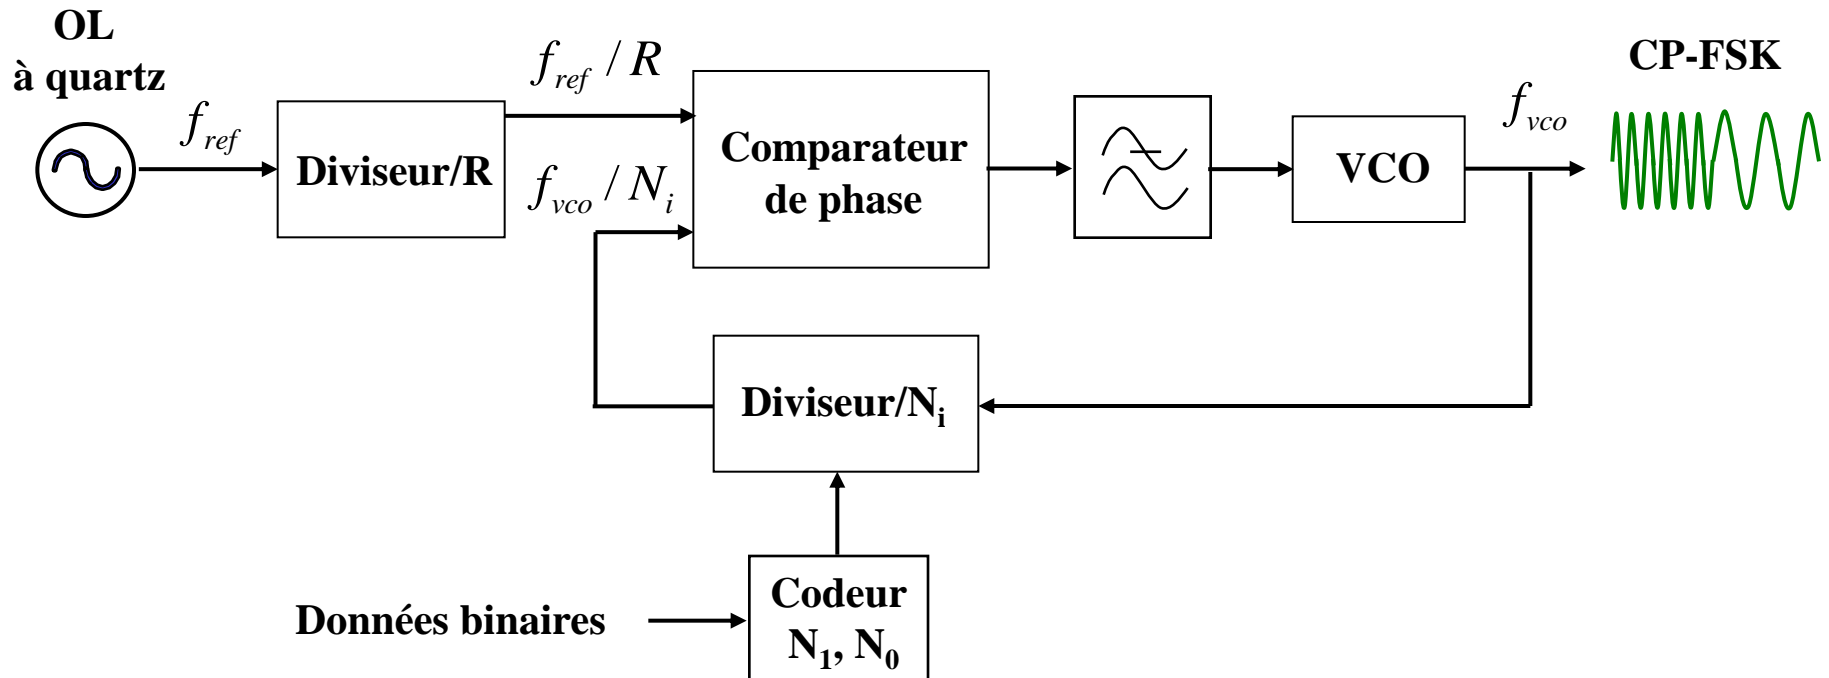 OL
à quartz
f_ref
Diviseur/R
f_ref / R
f_vco / N_i
Comparateur
de phase
VCO
f_vco
CP-FSK
Diviseur/N_i
Données binaires
Codeur
N_1, N_0